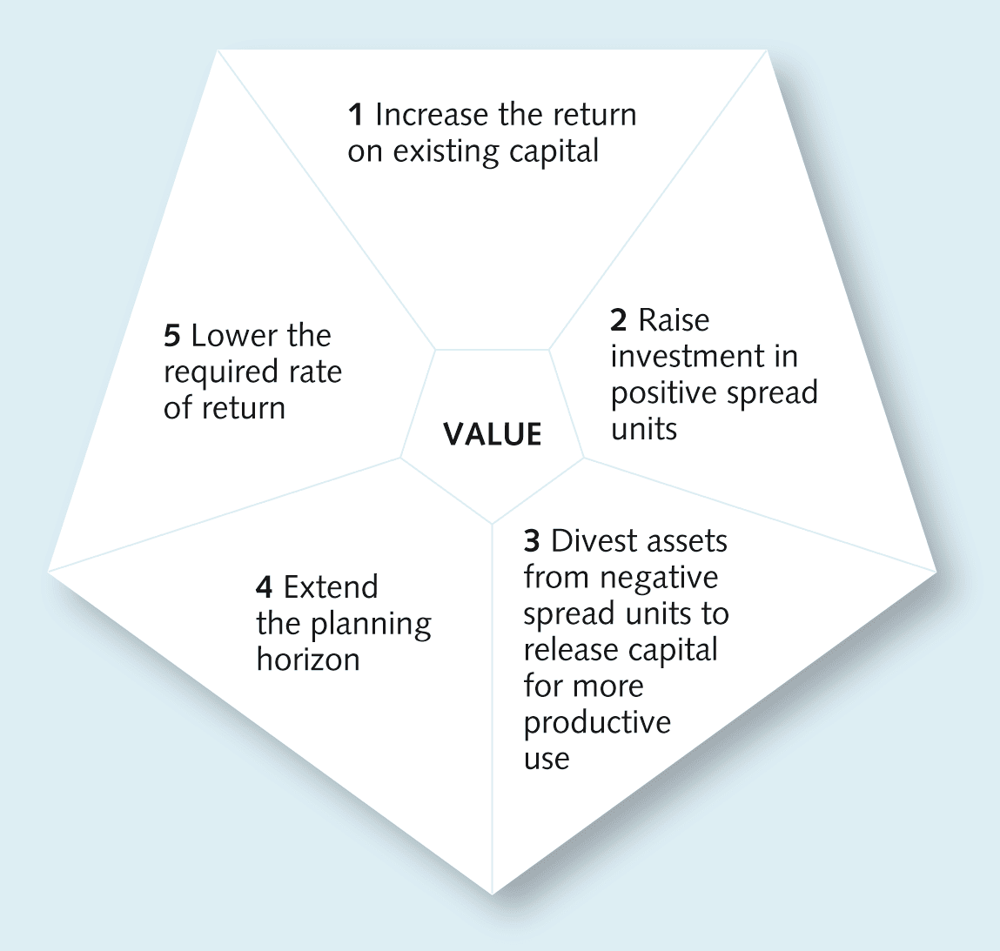 1 Increase the return
on existing capital
2 Raise
investment in
positive spread
units
3 Divest assets
from negative
spread units to
release capital
for more
productive
use
4 Extend
the planning
horizon
5 Lower the
required rate
of return
VALUE